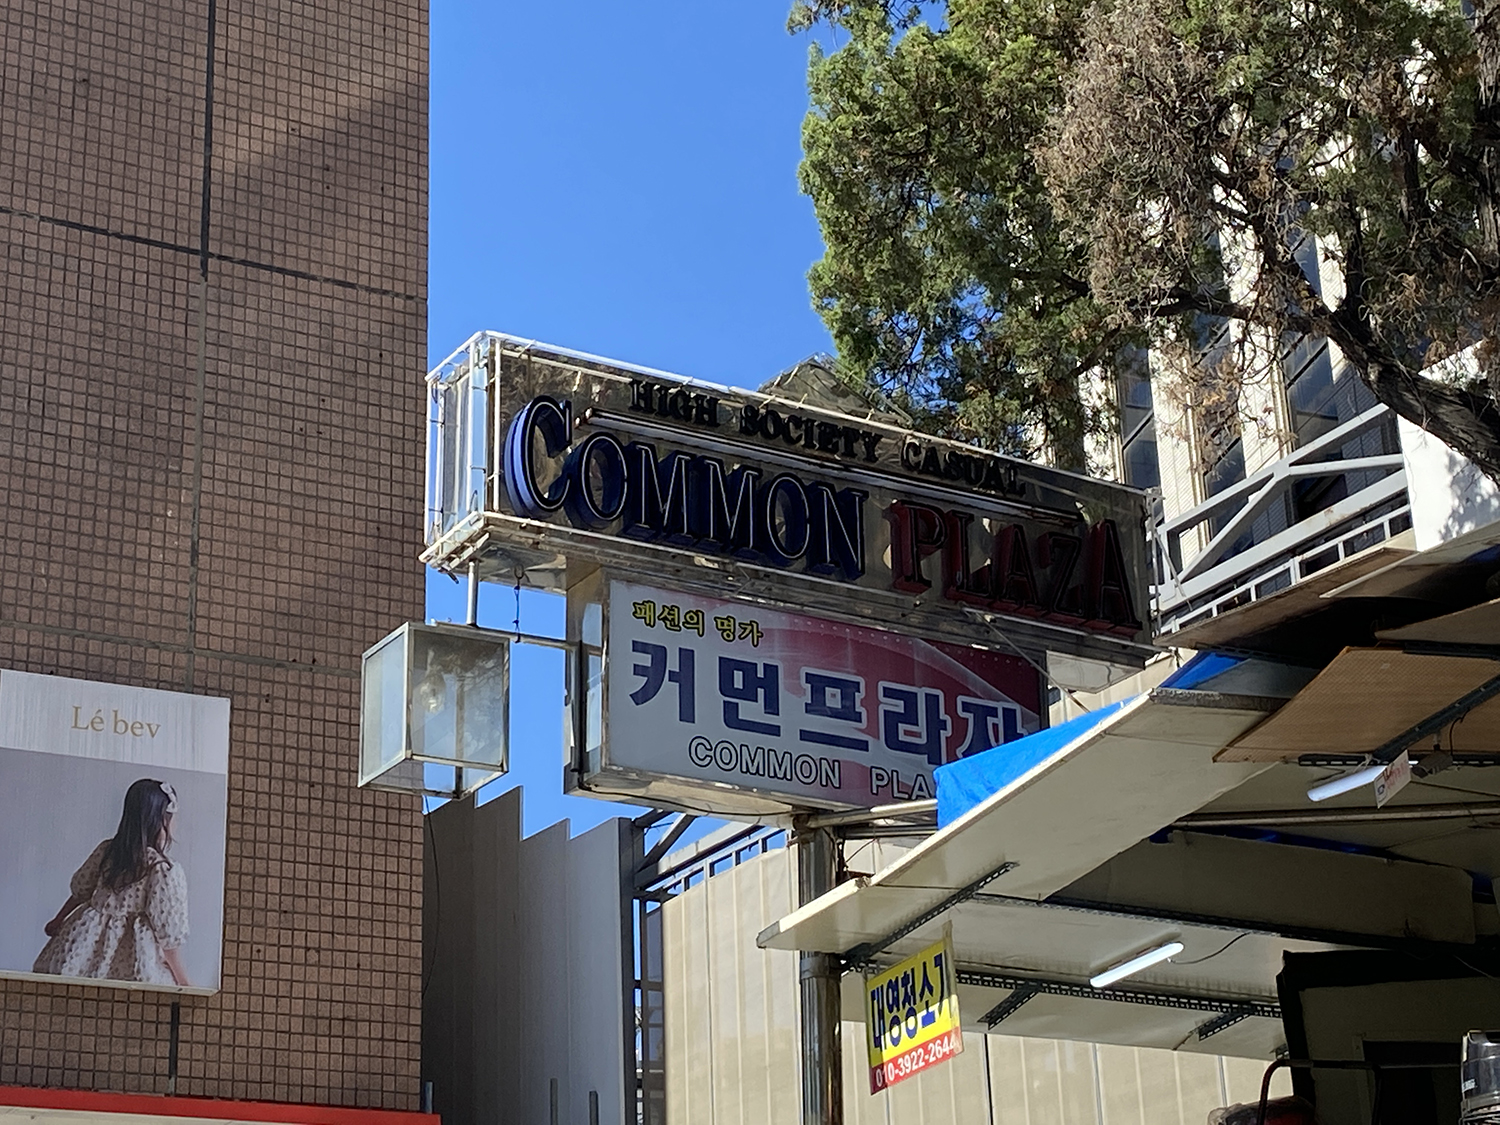 HIGH SOCIETY CASUAL
COMMON PLAZA
패션의 명가
커먼프라자
COMMON PLA
Lé bev
대영청소기
010-3922-2644